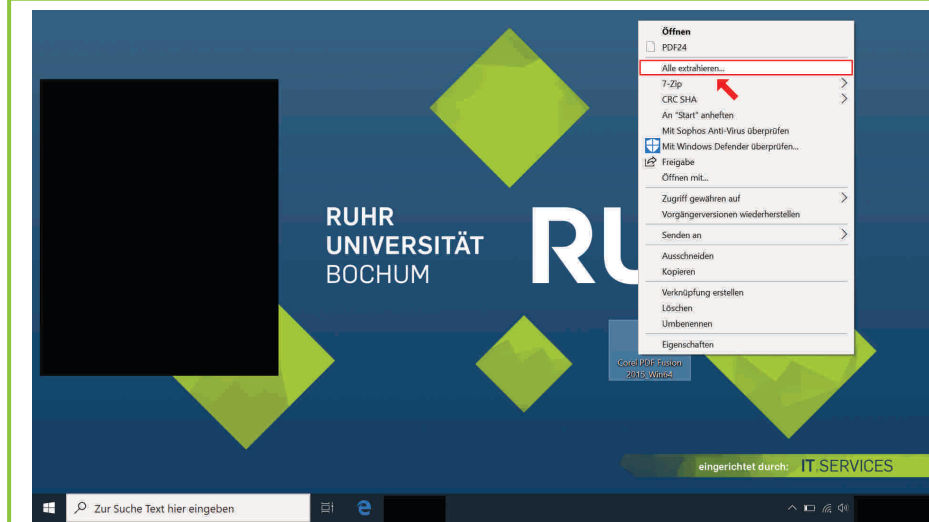 Öffnen
PDF24
Alle extrahieren...
7-Zip
CRC SHA
An "Start" anheften
Mit Sophos Anti-Virus überprüfen
Mit Windows Defender überprüfen...
Freigabe
Öffnen mit...
Zugriff gewähren auf
Vorgängerversionen wiederherstellen
Senden an
Ausschneiden
Kopieren
Verknüpfung erstellen
Löschen
Umbenennen
Eigenschaften
RUHR
UNIVERSITÄT
BOCHUM
RU
Corel PDF Fusion
2015_Win64
eingerichtet durch: IT.SERVICES
Zur Suche Text hier eingeben